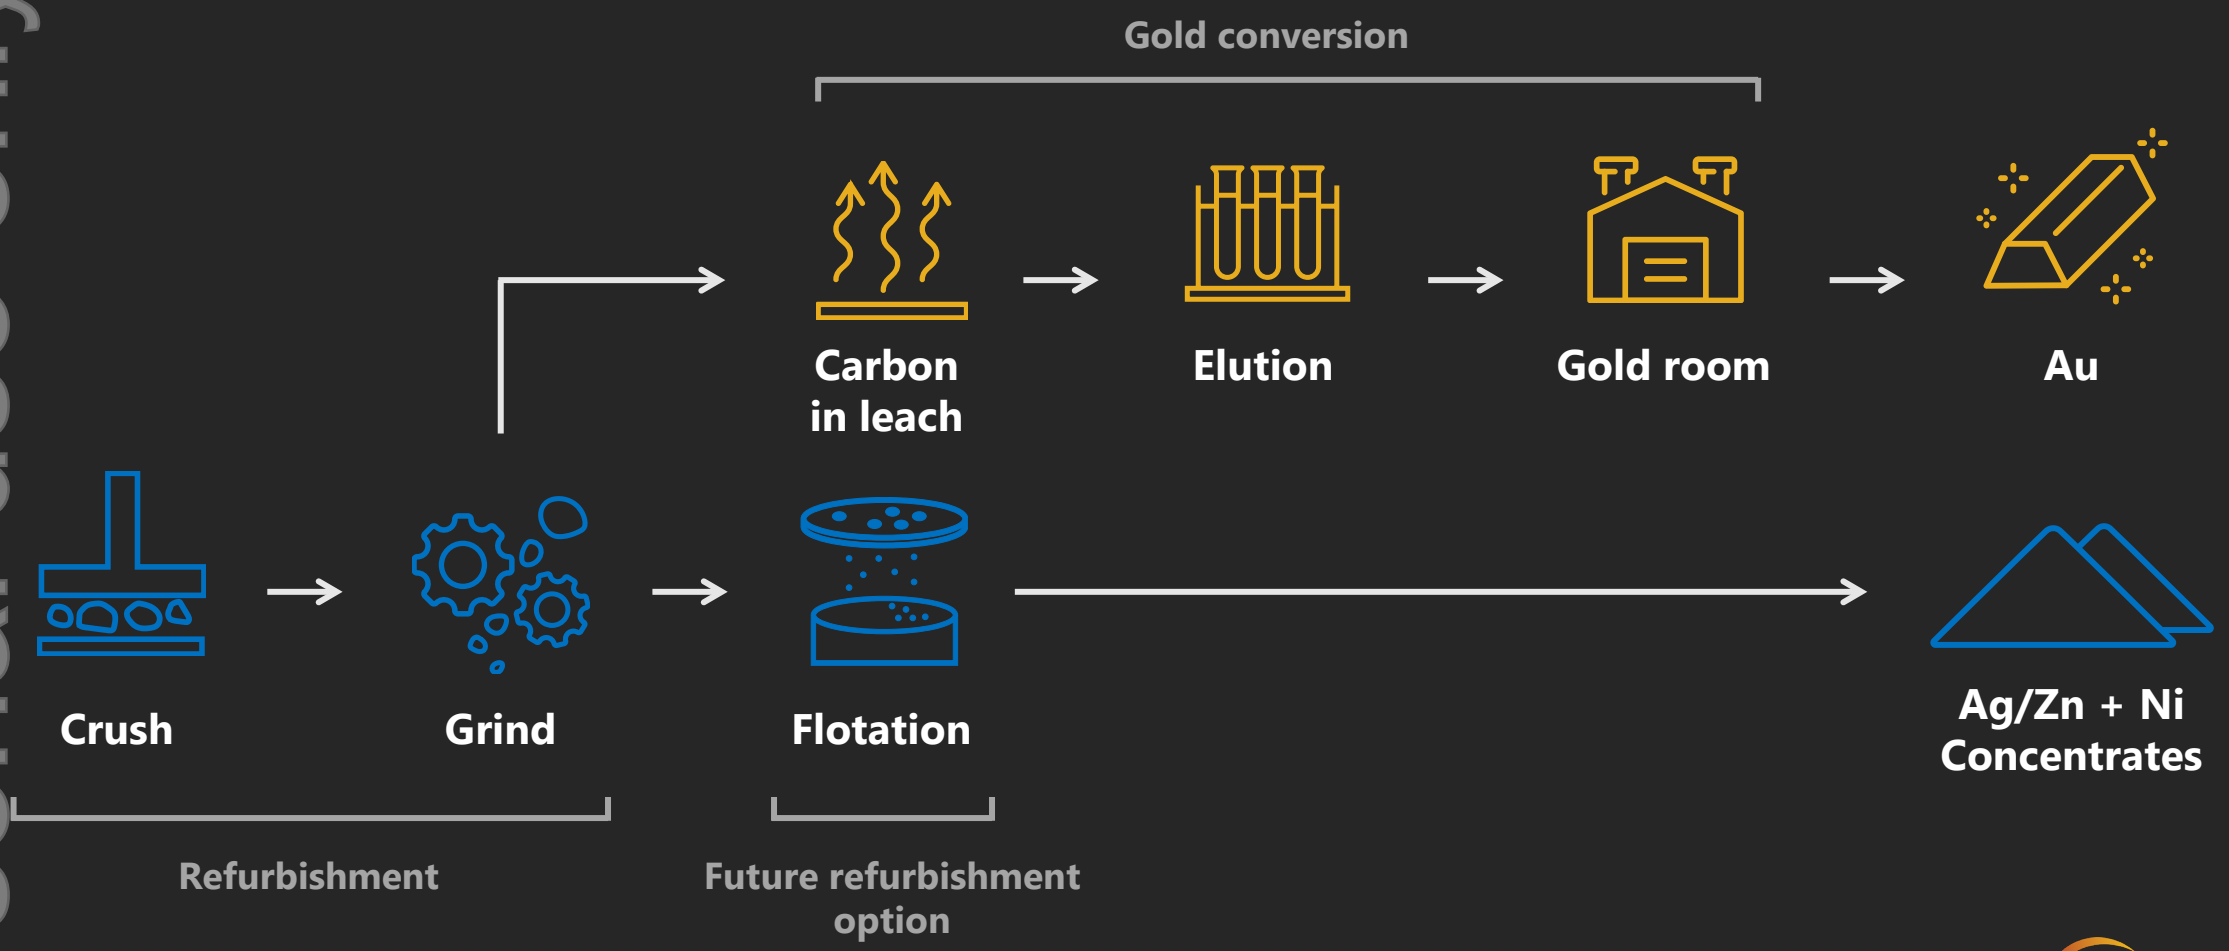 Gold conversion
Carbon
in leach
Elution
Gold room
Au
Crush
Grind
Flotation
Ag/Zn + Ni
Concentrates
Refurbishment
Future refurbishment
option